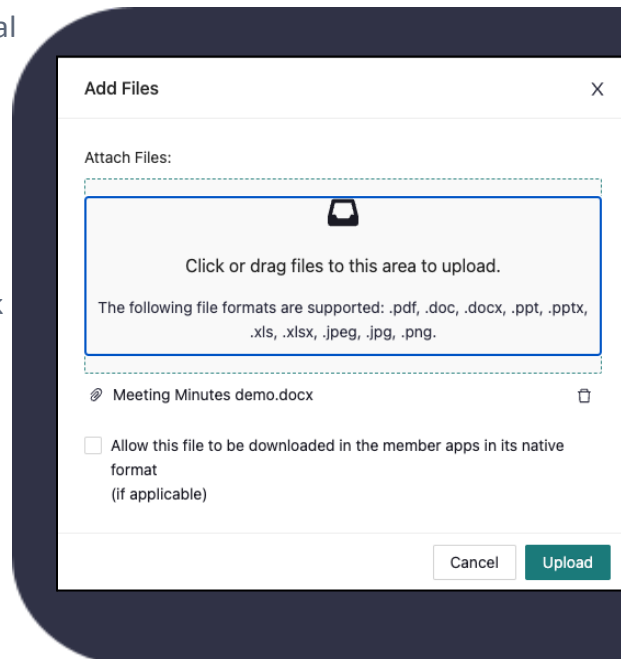 al
Add Files X
Attach Files:
Click or drag files to this area to upload.
The following file formats are supported: .pdf, .doc, .docx, .ppt, .pptx,
.xls, .xlsx, .jpeg, .jpg, .png.
Meeting Minutes demo.docx
Allow this file to be downloaded in the member apps in its native
format
(if applicable)
Cancel Upload